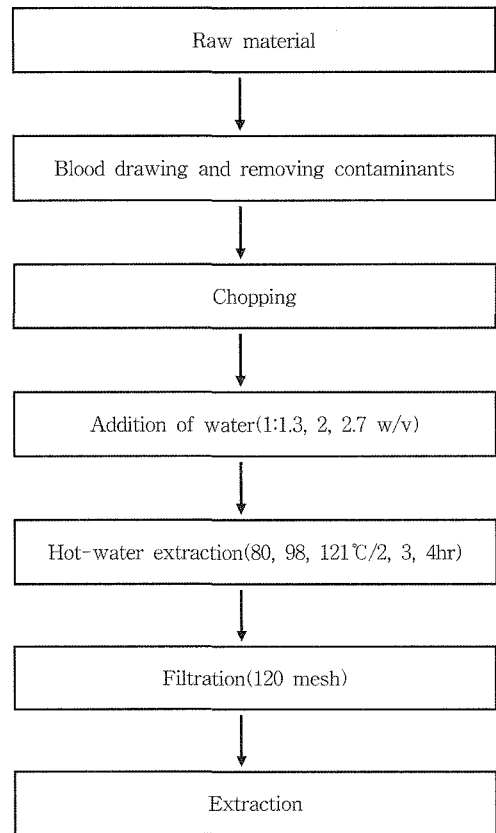 Raw material
Blood drawing and removing contaminants
Chopping
Addition of water(1:1.3, 2, 2.7 w/v)
Hot-water extraction(80, 98, 121℃/2, 3, 4hr)
Filtration(120 mesh)
Extraction